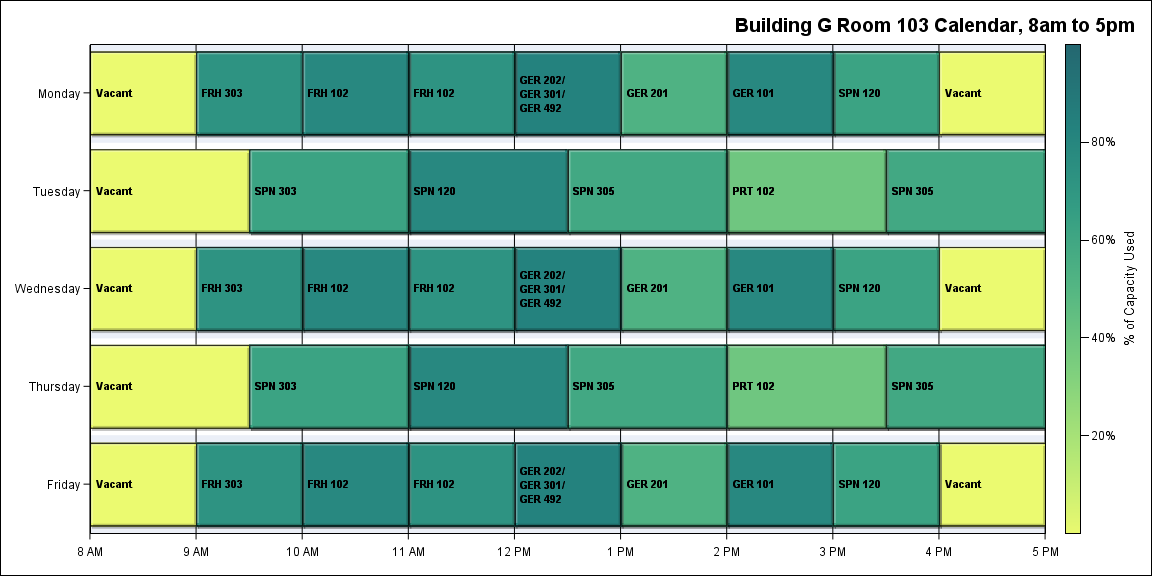 Building G Room 103 Calendar, 8am to 5pm
Monday
Vacant
FRH 303
FRH 102
FRH 102
GER 202/
GER 301/
GER 492
GER 201
GER 101
SPN 120
Vacant
Tuesday
Vacant
SPN 303
SPN 120
SPN 305
PRT 102
SPN 305
Wednesday
Vacant
FRH 303
FRH 102
FRH 102
GER 202/
GER 301/
GER 492
GER 201
GER 101
SPN 120
Vacant
Thursday
Vacant
SPN 303
SPN 120
SPN 305
PRT 102
SPN 305
Friday
Vacant
FRH 303
FRH 102
FRH 102
GER 202/
GER 301/
GER 492
GER 201
GER 101
SPN 120
Vacant
8 AM
9 AM
10 AM
11 AM
12 PM
1 PM
2 PM
3 PM
4 PM
5 PM
80%
60%
40%
20%
% of Capacity Used